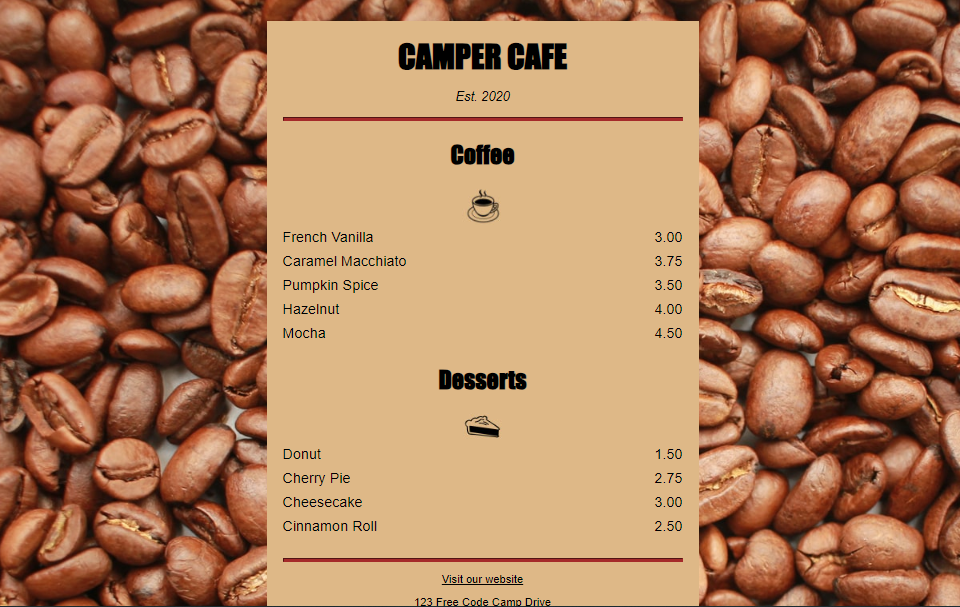 CAMPER CAFE
Est. 2020
Coffee
French Vanilla 3.00
Caramel Macchiato 3.75
Pumpkin Spice 3.50
Hazelnut 4.00
Mocha 4.50
Desserts
Donut 1.50
Cherry Pie 2.75
Cheesecake 3.00
Cinnamon Roll 2.50
Visit our website
123 Free Code Camp Drive